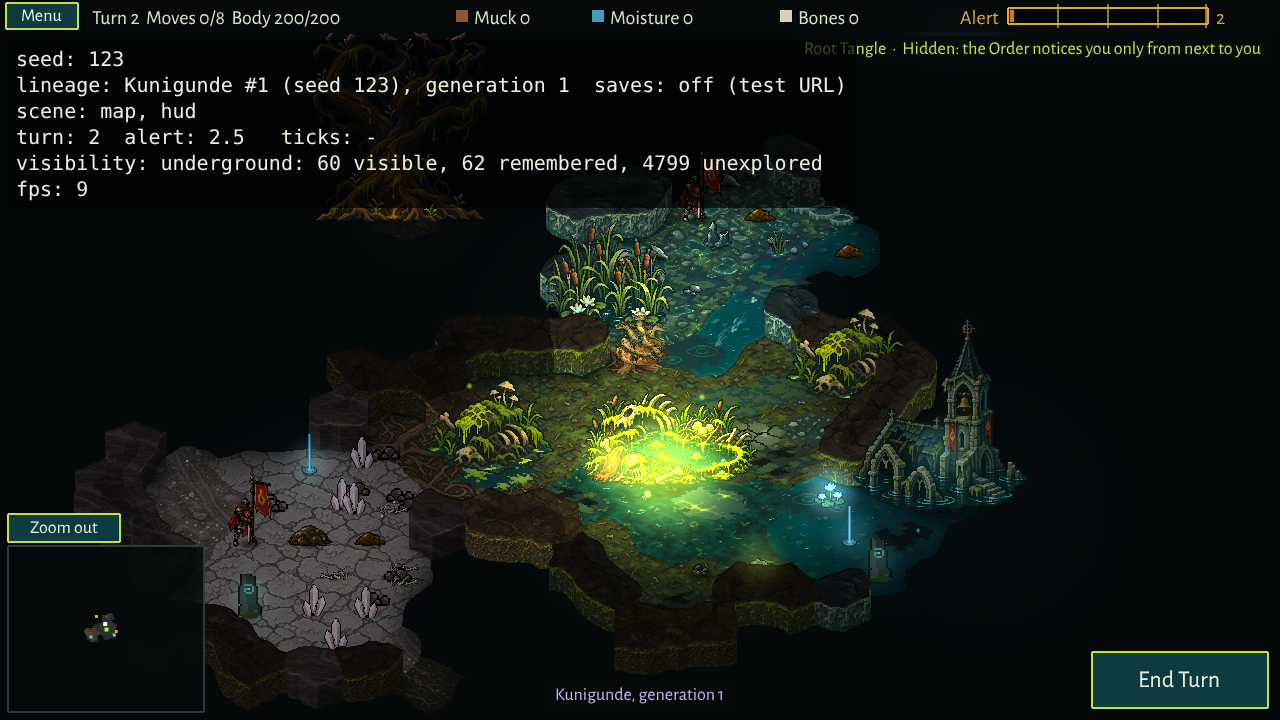 Menu Turn 2 Moves 0/8 Body 200/200 Muck 0 Moisture 0 Bones 0 Alert 2
Root Tangle · Hidden: the Order notices you only from next to you
seed: 123
lineage: Kunigunde #1 (seed 123), generation 1 saves: off (test URL)
scene: map, hud
turn: 2 alert: 2.5 ticks: -
visibility: underground: 60 visible, 62 remembered, 4799 unexplored
fps: 9
Zoom out
End Turn
Kunigunde, generation 1